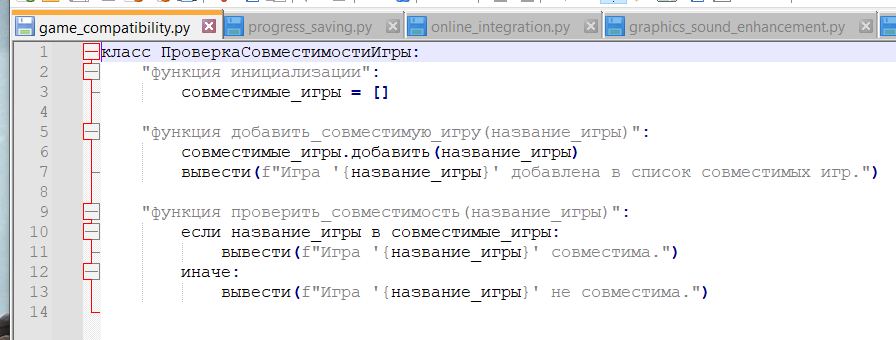 game_compatibility.py progress_saving.py online_integration.py graphics_sound_enhancement.py
1 класс ПроверкаСовместимостиИгры:
2 "функция инициализации":
3 совместимые_игры = []
4
5 "функция добавить_совместимую_игру(название_игры)":
6 совместимые_игры.добавить(название_игры)
7 вывести(f"Игра '{название_игры}' добавлена в список совместимых игр.")
8
9 "функция проверить_совместимость(название_игры)":
10 если название_игры в совместимые_игры:
11 вывести(f"Игра '{название_игры}' совместима.")
12 иначе:
13 вывести(f"Игра '{название_игры}' не совместима.")
14